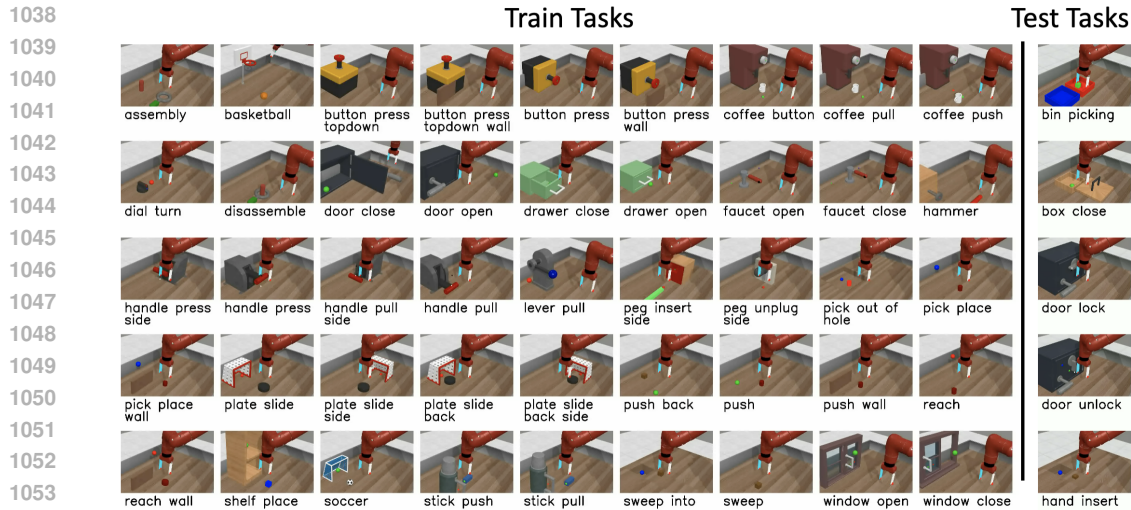 1038
Train Tasks Test Tasks
1039
1040
1041
assembly basketball button press topdown button press topdown wall button press button press wall coffee button coffee pull coffee push bin picking
1042
1043
1044
dial turn disassemble door close door open drawer close drawer open faucet open faucet close hammer box close
1045
1046
1047
handle press side handle press handle pull side handle pull lever pull peg insert side peg unplug side pick out of hole pick place door lock
1048
1049
1050
pick place wall plate slide plate slide side plate slide back plate slide back side push back push push wall reach door unlock
1051
1052
1053
reach wall shelf place soccer stick push stick pull sweep into sweep window open window close hand insert